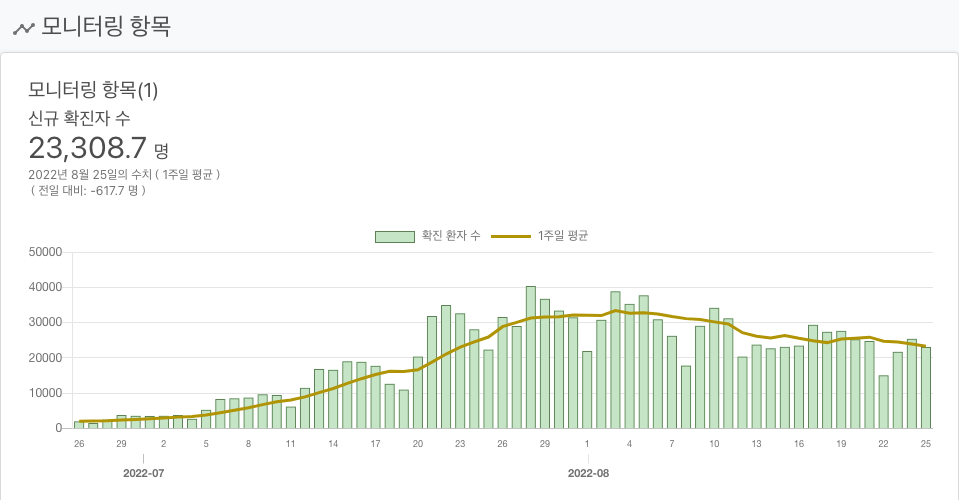 모니터링 항목
모니터링 항목(1)
신규 확진자 수
23,308.7 명
2022년 8월 25일의 수치 ( 1주일 평균 )
( 전일 대비: -617.7 명 )
확진 환자 수 1주일 평균
50000
40000
30000
20000
10000
0
26 29 2 5 8 11 14 17 20 23 26 29 1 4 7 10 13 16 19 22 25
2022-07 2022-08